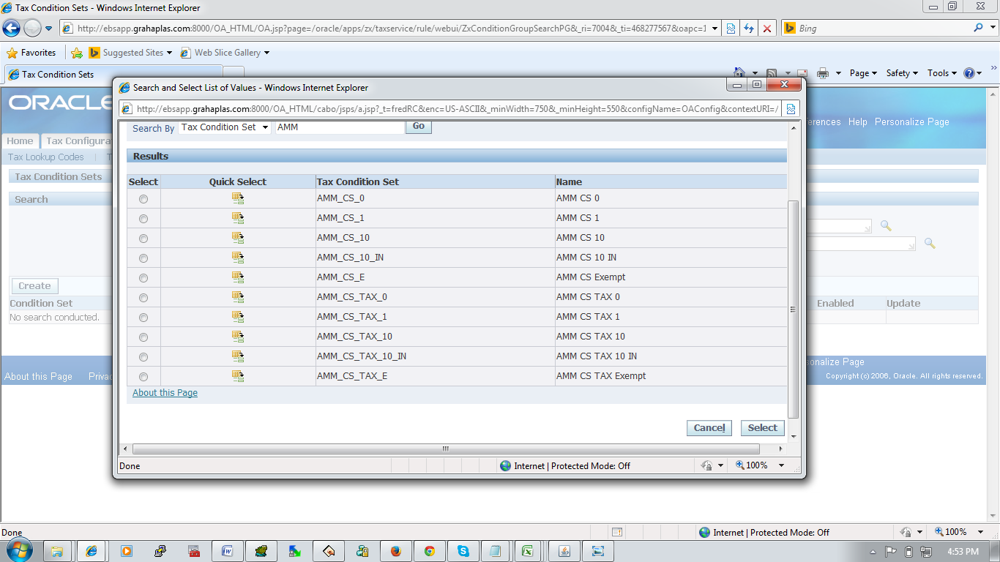 Tax Condition Sets - Windows Internet Explorer
http://ebsapp.grahaplas.com:8000/OA_HTML/OA.jsp?page=/oracle/apps/zx/taxservice/rule/webui/ZxConditionGroupSearchPG&_ri=7004&_ti=468277567&oapc=1
Bing
Favorites Suggested Sites Web Slice Gallery
Tax Condition Sets
Page Safety Tools
ORACLE
Help Personalize Page
Home Tax Configura
Tax Lookup Codes
Tax Condition Sets
Search
Create
Condition Set Enabled Update
No search conducted.
About this Page Priva sonalize Page
Copyright (c) 2006, Oracle. All rights reserved.
Search and Select List of Values - Windows Internet Explorer
http://ebsapp.grahaplas.com:8000/OA_HTML/cabo/jsps/a.jsp?_t=fredRC&enc=US-ASCII&_minWidth=750&_minHeight=550&configName=OAConfig&contextURI=/
Search By Tax Condition Set AMM Go
Results
Select Quick Select Tax Condition Set Name
AMM_CS_0 AMM CS 0
AMM_CS_1 AMM CS 1
AMM_CS_10 AMM CS 10
AMM_CS_10_IN AMM CS 10 IN
AMM_CS_E AMM CS Exempt
AMM_CS_TAX_0 AMM CS TAX 0
AMM_CS_TAX_1 AMM CS TAX 1
AMM_CS_TAX_10 AMM CS TAX 10
AMM_CS_TAX_10_IN AMM CS TAX 10 IN
AMM_CS_TAX_E AMM CS TAX Exempt
About this Page
Cancel Select
Done Internet | Protected Mode: Off 100%
Done Internet | Protected Mode: Off 100%
4:53 PM